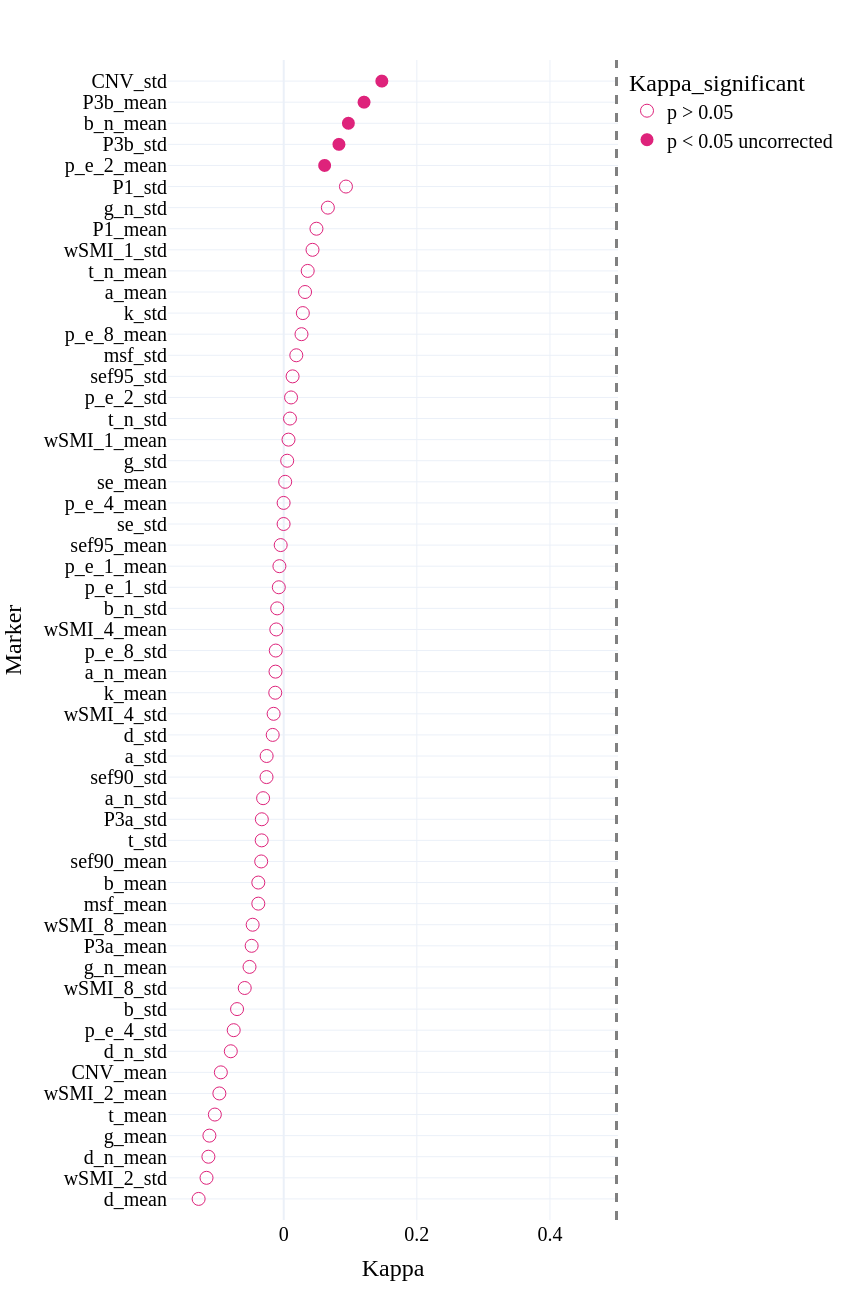 Kappa_significant
p > 0.05
p < 0.05 uncorrected
CNV_std
P3b_mean
b_n_mean
P3b_std
p_e_2_mean
P1_std
g_n_std
P1_mean
wSMI_1_std
t_n_mean
a_mean
k_std
p_e_8_mean
msf_std
sef95_std
p_e_2_std
t_n_std
wSMI_1_mean
g_std
se_mean
p_e_4_mean
se_std
sef95_mean
p_e_1_mean
p_e_1_std
b_n_std
wSMI_4_mean
p_e_8_std
a_n_mean
k_mean
wSMI_4_std
d_std
a_std
sef90_std
a_n_std
P3a_std
t_std
sef90_mean
b_mean
msf_mean
wSMI_8_mean
P3a_mean
g_n_mean
wSMI_8_std
b_std
p_e_4_std
d_n_std
CNV_mean
wSMI_2_mean
t_mean
g_mean
d_n_mean
wSMI_2_std
d_mean
Marker
0 0.2 0.4
Kappa